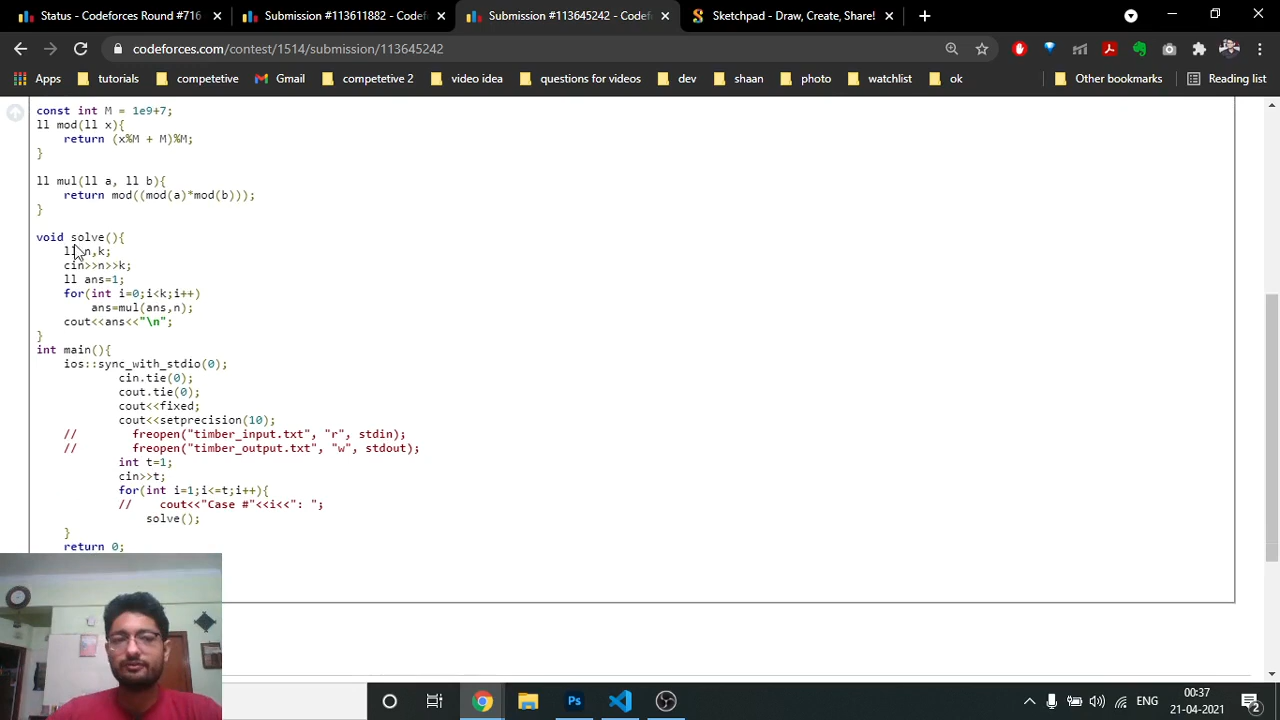 Status - Codeforces Round #716
Submission #113611882 - Codef
Submission #113645242 - Codef
Sketchpad - Draw, Create, Share!
codeforces.com/contest/1514/submission/113645242
Apps
tutorials
competetive
Gmail
competetive 2
video idea
questions for videos
dev
shaan
photo
watchlist
ok
Other bookmarks
Reading list
const int M = 1e9+7;
ll mod(ll x){
return (x%M + M)%M;
}
ll mul(ll a, ll b){
return mod((mod(a)*mod(b)));
}
void solve(){
ll n,k;
cin>>n>>k;
ll ans=1;
for(int i=0;i<k;i++)
ans=mul(ans,n);
cout<<ans<<"\n";
}
int main(){
ios::sync_with_stdio(0);
cin.tie(0);
cout.tie(0);
cout<<fixed;
cout<<setprecision(10);
// freopen("timber_input.txt", "r", stdin);
// freopen("timber_output.txt", "w", stdout);
int t=1;
cin>>t;
for(int i=1;i<=t;i++){
// cout<<"Case #"<<i<<": ";
solve();
}
return 0;
ENG
00:37
21-04-2021
2